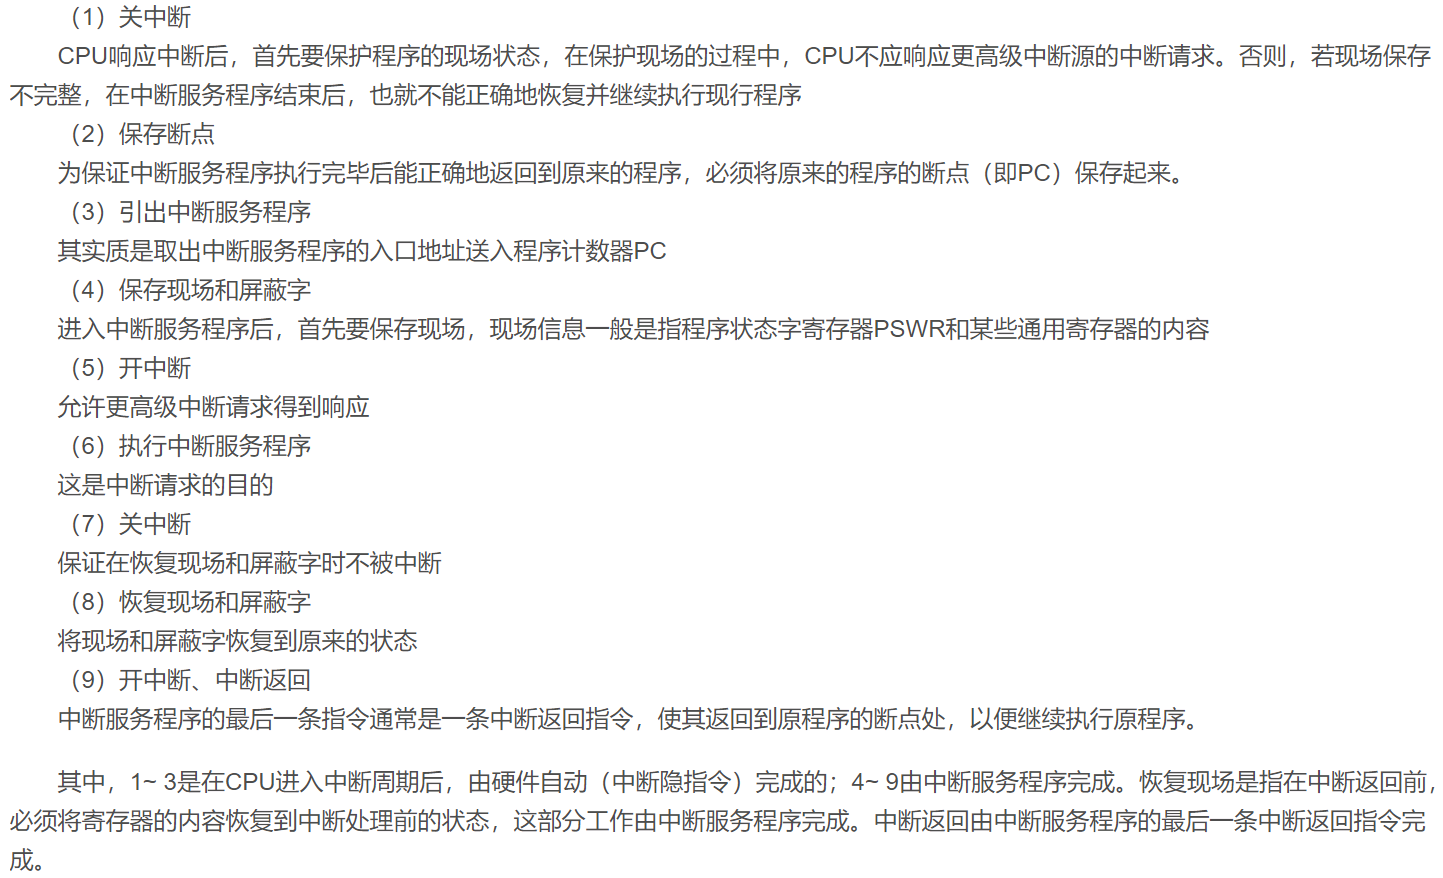 （1）关中断
CPU响应中断后，首先要保护程序的现场状态，在保护现场的过程中，CPU不应响应更高级中断源的中断请求。否则，若现场保存
不完整，在中断服务程序结束后，也就不能正确地恢复并继续执行现行程序
（2）保存断点
为保证中断服务程序执行完毕后能正确地返回到原来的程序，必须将原来的程序的断点（即PC）保存起来。
（3）引出中断服务程序
其实质是取出中断服务程序的入口地址送入程序计数器PC
（4）保存现场和屏蔽字
进入中断服务程序后，首先要保存现场，现场信息一般是指程序状态字寄存器PSWR和某些通用寄存器的内容
（5）开中断
允许更高级中断请求得到响应
（6）执行中断服务程序
这是中断请求的目的
（7）关中断
保证在恢复现场和屏蔽字时不被中断
（8）恢复现场和屏蔽字
将现场和屏蔽字恢复到原来的状态
（9）开中断、中断返回
中断服务程序的最后一条指令通常是一条中断返回指令，使其返回到原程序的断点处，以便继续执行原程序。
其中，1~ 3是在CPU进入中断周期后，由硬件自动（中断隐指令）完成的；4~ 9由中断服务程序完成。恢复现场是指在中断返回前，
必须将寄存器的内容恢复到中断处理前的状态，这部分工作由中断服务程序完成。中断返回由中断服务程序的最后一条中断返回指令完
成。